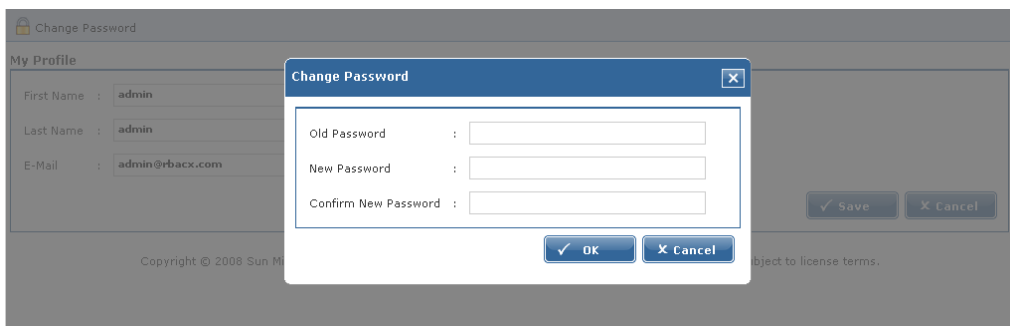 Change Password
My Profile
First Name : admin
Last Name : admin
E-Mail : admin@rbacx.com
Change Password
Old Password :
New Password :
Confirm New Password :
OK Cancel
Save Cancel
Copyright © 2008 Sun Mi
bject to license terms.